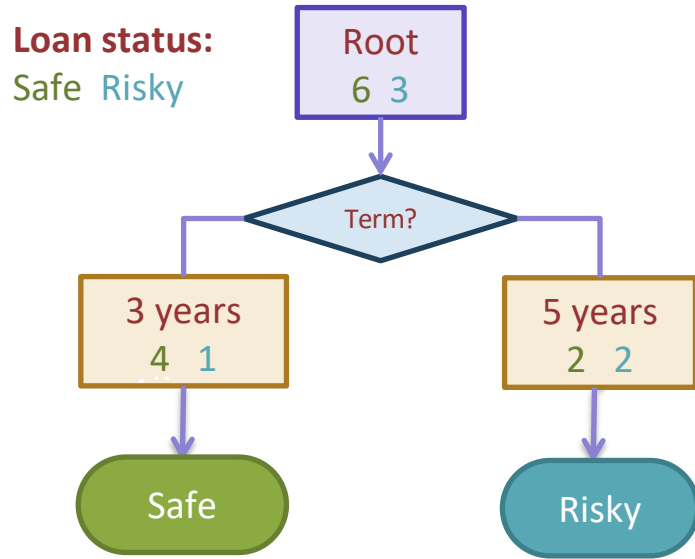 Loan status:
Safe Risky
Root
6 3
Term?
3 years
4 1
5 years
2 2
Safe
Risky